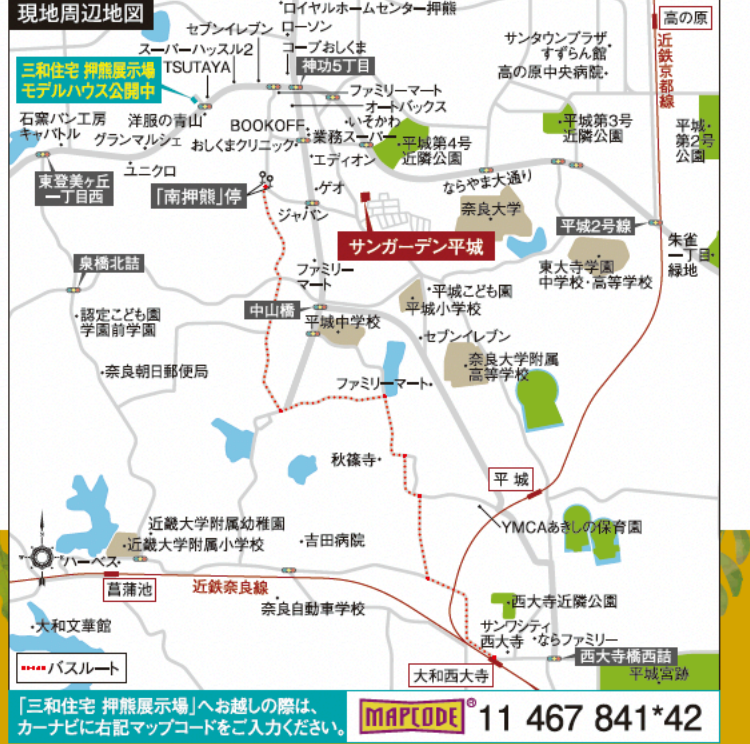 現地周辺地図
ロイヤルホームセンター押熊
セブンイレブン
ローソン
スーパーハッスル2
コープおしくま
TSUTAYA
神功5丁目
三和住宅 押熊展示場
モデルハウス公開中
サンタウンプラザ
すずらん館
高の原中央病院
高の原
近鉄京都線
ファミリーマート
オートバックス
石窯パン工房
キャパトル
洋服の青山
グランマルシェ
BOOKOFF
いそかわ
業務スーパー
おしくまクリニック
エディオン
平城第4号
近隣公園
平城第3号
近隣公園
平城
第2号
公園
東登美ヶ丘
一丁目西
ユニクロ
「南押熊」停
ゲオ
ジャパン
ならやま大通り
奈良大学
平城2号線
サンガーデン平城
朱雀
一丁目
緑地
東大寺学園
中学校・高等学校
泉橋北詰
ファミリー
マート
中山橋
平城中学校
平城こども園
平城小学校
認定こども園
学園前学園
セブンイレブン
奈良大学附属
高等学校
奈良朝日郵便局
ファミリーマート
秋篠寺
平城
YMCAあきしの保育園
近畿大学附属幼稚園
近畿大学附属小学校
吉田病院
ハーベス
菖蒲池
近鉄奈良線
奈良自動車学校
西大寺近隣公園
サンワシティ
西大寺
ならファミリー
大和文華館
西大寺橋西詰
バスルート
大和西大寺
平城宮跡
「三和住宅 押熊展示場」へお越しの際は、
カーナビに右記マップコードをご入力ください。
MAPCODE® 11 467 841*42